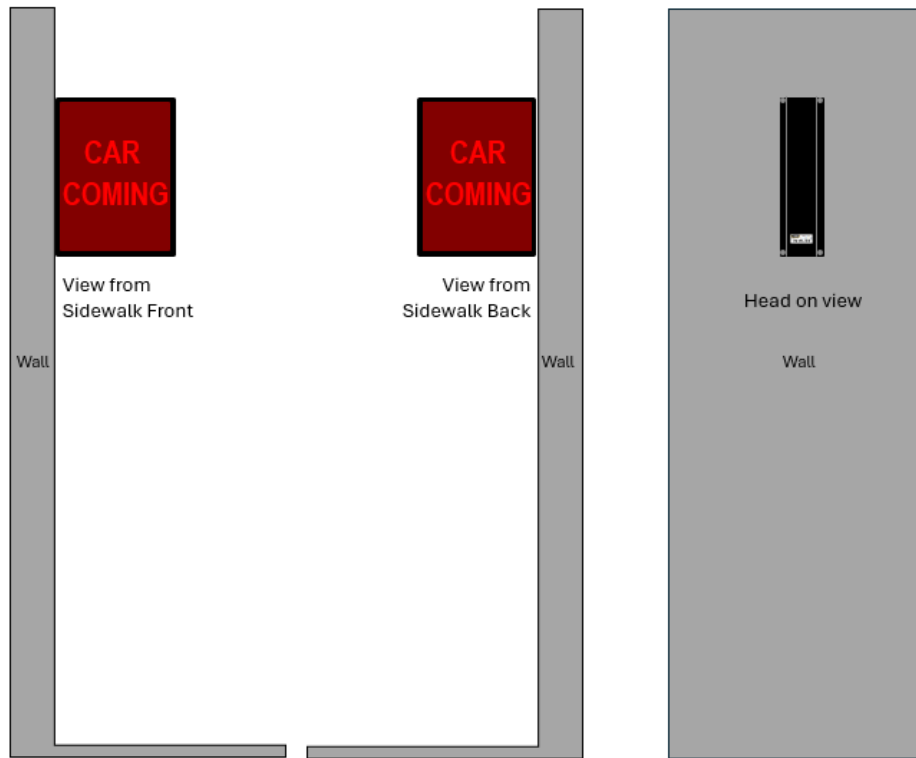 CAR
COMING
View from
Sidewalk Front
Wall
CAR
COMING
View from
Sidewalk Back
Wall
Head on view
Wall